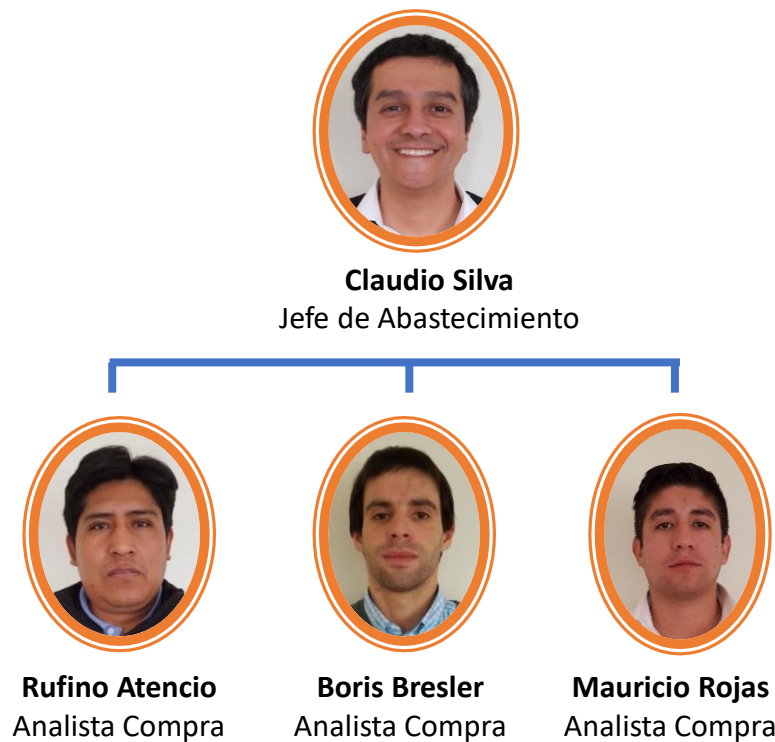 Claudio Silva
Jefe de Abastecimiento
Rufino Atencio
Analista Compra
Boris Bresler
Analista Compra
Mauricio Rojas
Analista Compra